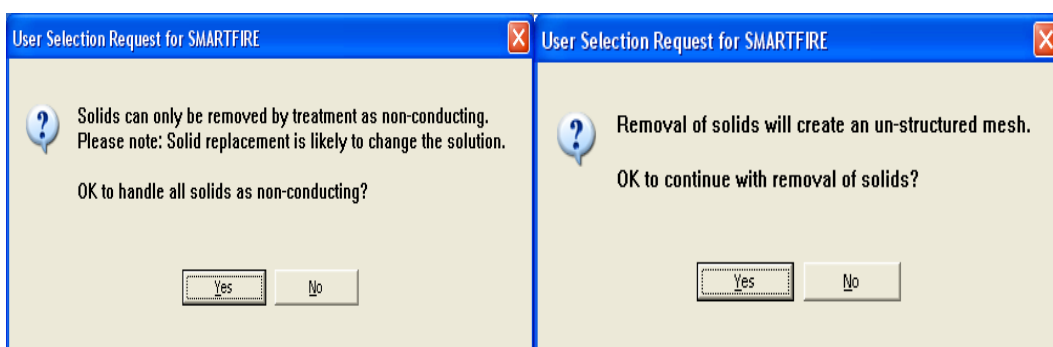 User Selection Request for SMARTFIRE
Solids can only be removed by treatment as non-conducting.
Please note: Solid replacement is likely to change the solution.
OK to handle all solids as non-conducting?
Yes
No
User Selection Request for SMARTFIRE
Removal of solids will create an un-structured mesh.
OK to continue with removal of solids?
Yes
No